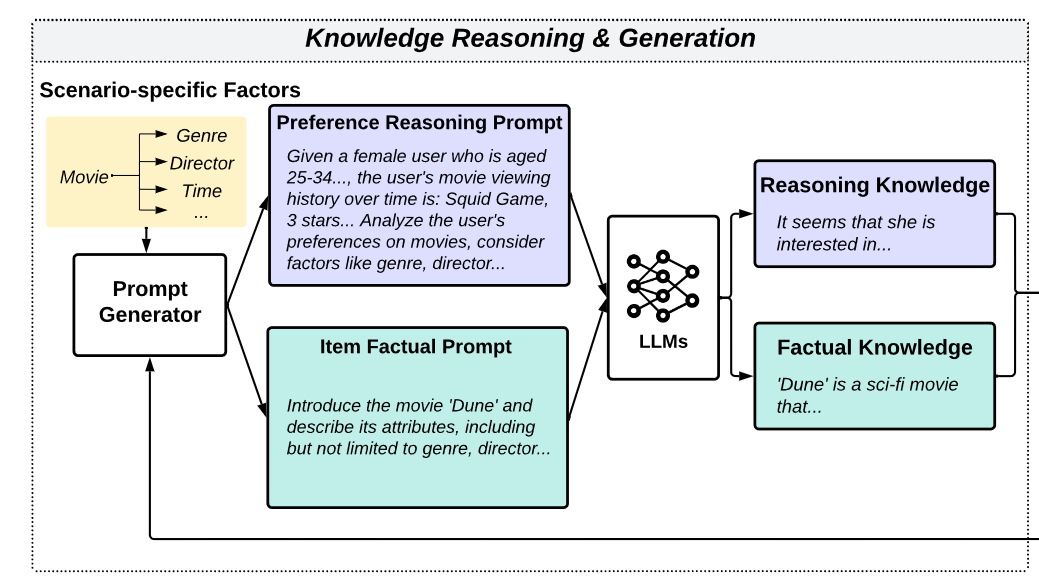 Knowledge Reasoning & Generation
Scenario-specific Factors
Movie
Genre
Director
Time
...
Prompt
Generator
Preference Reasoning Prompt
Given a female user who is aged
25-34..., the user's movie viewing
history over time is: Squid Game,
3 stars... Analyze the user's
preferences on movies, consider
factors like genre, director...
Item Factual Prompt
Introduce the movie 'Dune' and
describe its attributes, including
but not limited to genre, director...
LLMs
Reasoning Knowledge
It seems that she is
interested in...
Factual Knowledge
'Dune' is a sci-fi movie
that...